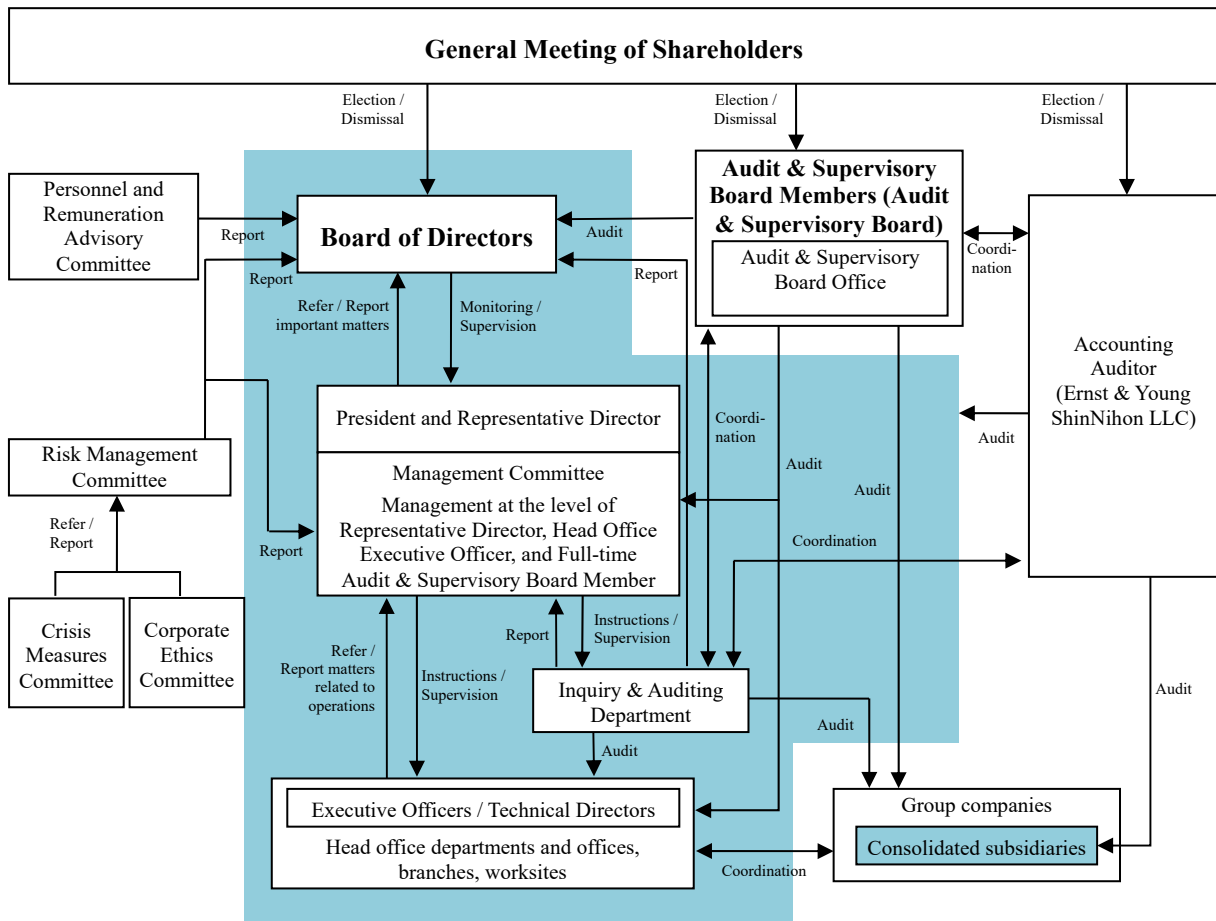 General Meeting of Shareholders
Election /
Dismissal
Election /
Dismissal
Election /
Dismissal
Personnel and
Remuneration
Advisory
Committee
Report
Report
Board of Directors
Audit
Report
Audit & Supervisory
Board Members (Audit
& Supervisory Board)
Audit & Supervisory
Board Office
Coordi-
nation
Accounting
Auditor
(Ernst & Young
ShinNihon LLC)
Refer / Report
important matters
Monitoring /
Supervision
President and Representative Director
Management Committee
Management at the level of
Representative Director, Head Office
Executive Officer, and Full-time
Audit & Supervisory Board Member
Coordi-
nation
Audit
Audit
Audit
Coordination
Risk Management
Committee
Refer /
Report
Report
Crisis
Measures
Committee
Corporate
Ethics
Committee
Refer /
Report matters
related to
operations
Instructions /
Supervision
Report
Instructions /
Supervision
Inquiry & Auditing
Department
Audit
Audit
Audit
Executive Officers / Technical Directors
Head office departments and offices,
branches, worksites
Coordination
Group companies
Consolidated subsidiaries